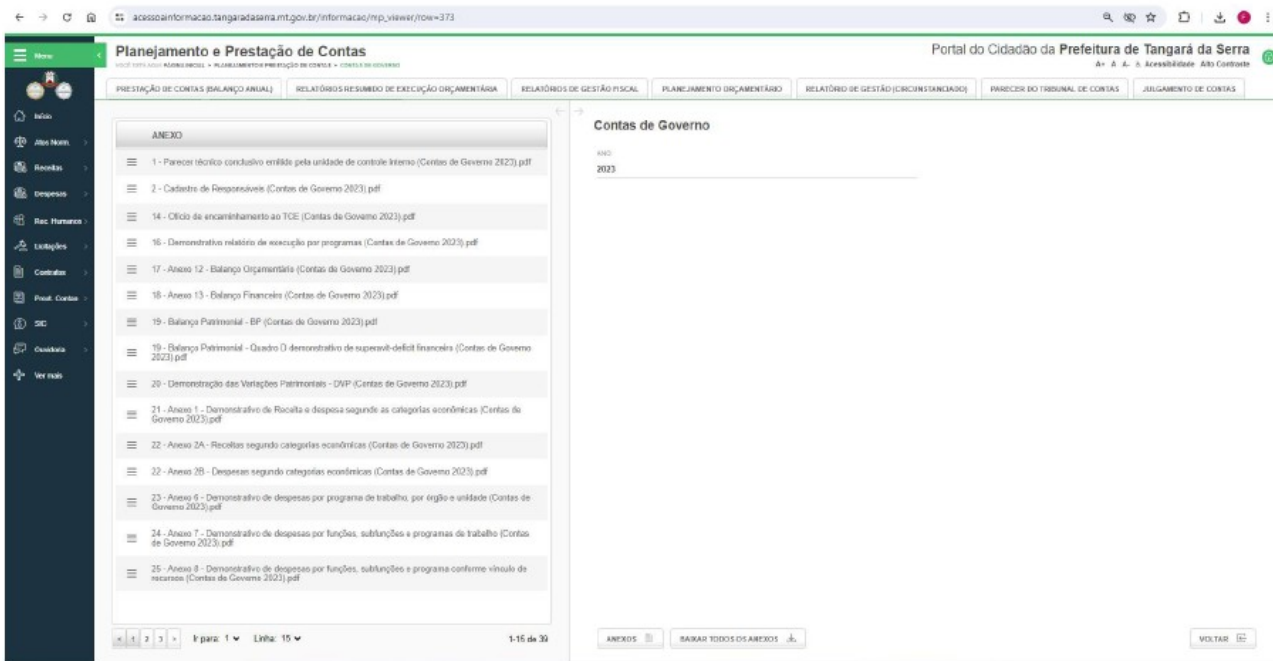 acessoainformacao.tangaradaserra.mt.gov.br/informacao/mp_viewer/row=373
Menu
Planejamento e Prestação de Contas
Portal do Cidadão da Prefeitura de Tangará da Serra
VOCÊ ESTÁ AQUI: PÁGINA INICIAL > PLANEJAMENTO E PRESTAÇÃO DE CONTAS > CONTAS DE GOVERNO
A+ A A- Acessibilidade Alto Contraste
PRESTAÇÃO DE CONTAS (BALANÇO ANUAL)
RELATÓRIOS RESUMIDO DE EXECUÇÃO ORÇAMENTÁRIA
RELATÓRIOS DE GESTÃO FISCAL
PLANEJAMENTO ORÇAMENTÁRIO
RELATÓRIO DE GESTÃO (CIRCUNSTANCIADO)
PARECER DO TRIBUNAL DE CONTAS
JULGAMENTO DE CONTAS
Início
Atos Norm.
Receitas
Despesas
Rec. Humanos
Licitações
Contratos
Prest. Contas
SIC
Ouvidoria
Ver mais
ANEXO
1 - Parecer técnico conclusivo emitido pela unidade de controle interno (Contas de Governo 2023).pdf
2 - Cadastro de Responsáveis (Contas de Governo 2023).pdf
14 - Ofício de encaminhamento ao TCE (Contas de Governo 2023).pdf
16 - Demonstrativo relatório de execução por programas (Contas de Governo 2023).pdf
17 - Anexo 12 - Balanço Orçamentário (Contas de Governo 2023).pdf
18 - Anexo 13 - Balanço Financeiro (Contas de Governo 2023).pdf
19 - Balanço Patrimonial - BP (Contas de Governo 2023).pdf
19 - Balanço Patrimonial - Quadro D demonstrativo de superavit-deficit financeiro (Contas de Governo
2023).pdf
20 - Demonstração das Variações Patrimoniais - DVP (Contas de Governo 2023).pdf
21 - Anexo 1 - Demonstrativo de Receita e despesa segundo as categorias econômicas (Contas de
Governo 2023).pdf
22 - Anexo 2A - Receitas segundo categorias econômicas (Contas de Governo 2023).pdf
22 - Anexo 2B - Despesas segundo categorias econômicas (Contas de Governo 2023).pdf
23 - Anexo 6 - Demonstrativo de despesas por programa de trabalho, por órgão e unidade (Contas de
Governo 2023).pdf
24 - Anexo 7 - Demonstrativo de despesas por funções, subfunções e programas de trabalho (Contas
de Governo 2023).pdf
25 - Anexo 8 - Demonstrativo de despesas por funções, subfunções e programa conforme vínculo de
recursos (Contas de Governo 2023).pdf
< 1 2 3 > Ir para: 1 Linha: 15 1-15 de 39
Contas de Governo
ANO
2023
ANEXOS
BAIXAR TODOS OS ANEXOS
VOLTAR